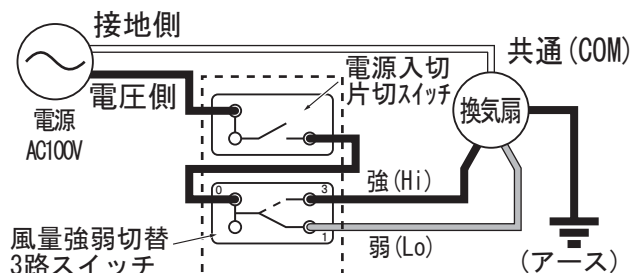 接地側
共通(COM)
電圧側
電源入切
片切スイッチ
換気扇
電源
AC100V
0
3
強(Hi)
1
弱(Lo)
風量強弱切替
3路スイッチ
(アース)